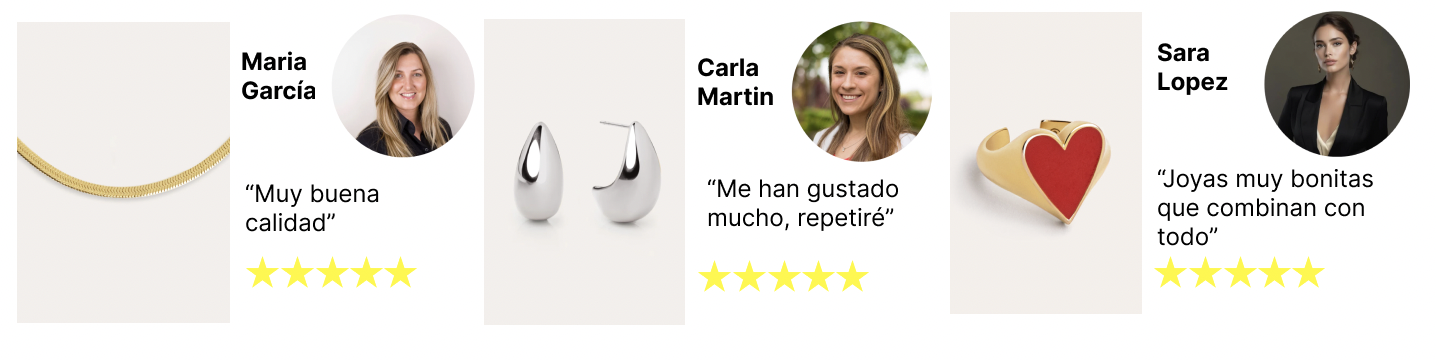 Maria
García
“Muy buena
calidad”
Carla
Martin
“Me han gustado
mucho, repetiré”
Sara
Lopez
“Joyas muy bonitas
que combinan con
todo”